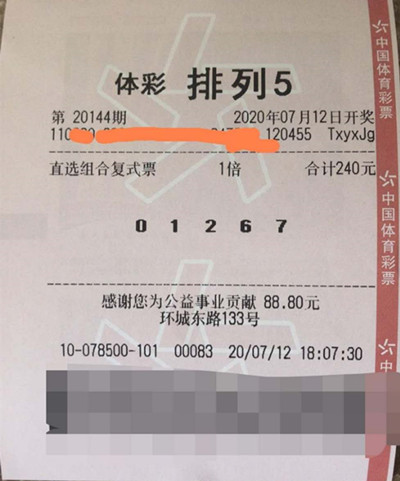 体彩 排列5
第 20144期 2020年07月12日开奖
120455 TxyxJg
直选组合复式票 1倍 合计240元
0 1 2 6 7
感谢您为公益事业贡献 88.80元
环城东路133号
10-078500-101 00083 20/07/12 18:07:30
中国体育彩票
中国体育彩票